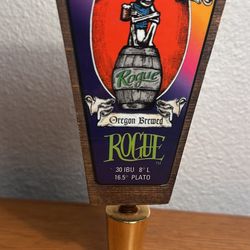 Rogue
Oregon Brewed
ROGUE
30 IBU 8° L
16.5° PLATO